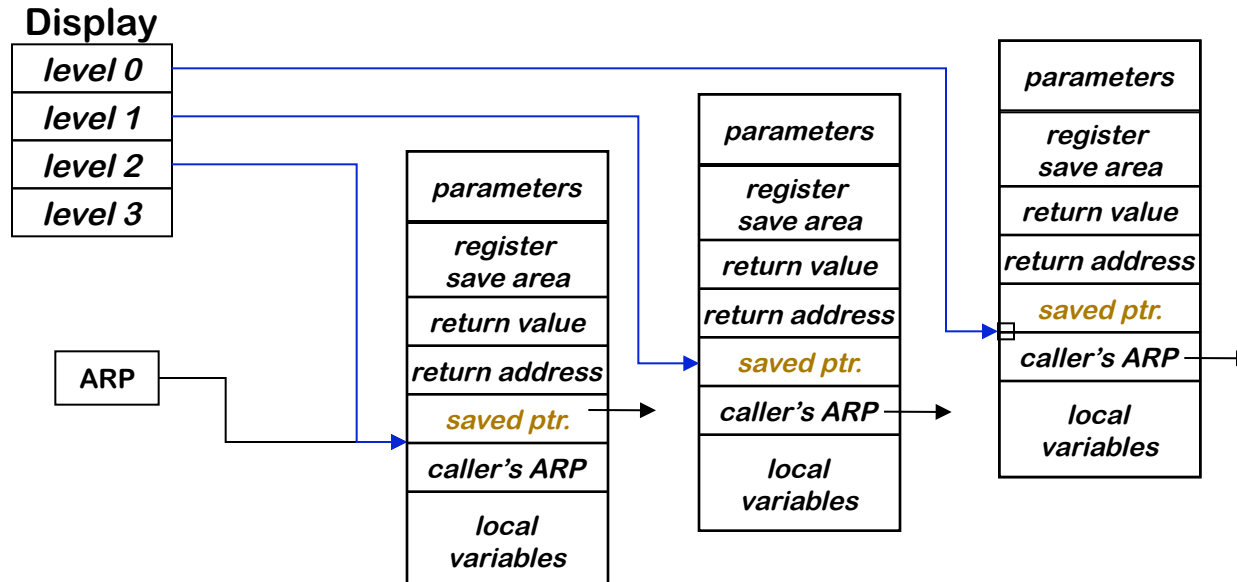 Display
level 0
level 1
level 2
level 3
ARP
parameters
register
save area
return value
return address
saved ptr.
caller's ARP
local
variables
parameters
register
save area
return value
return address
saved ptr.
caller's ARP
local
variables
parameters
register
save area
return value
return address
saved ptr.
caller's ARP
local
variables